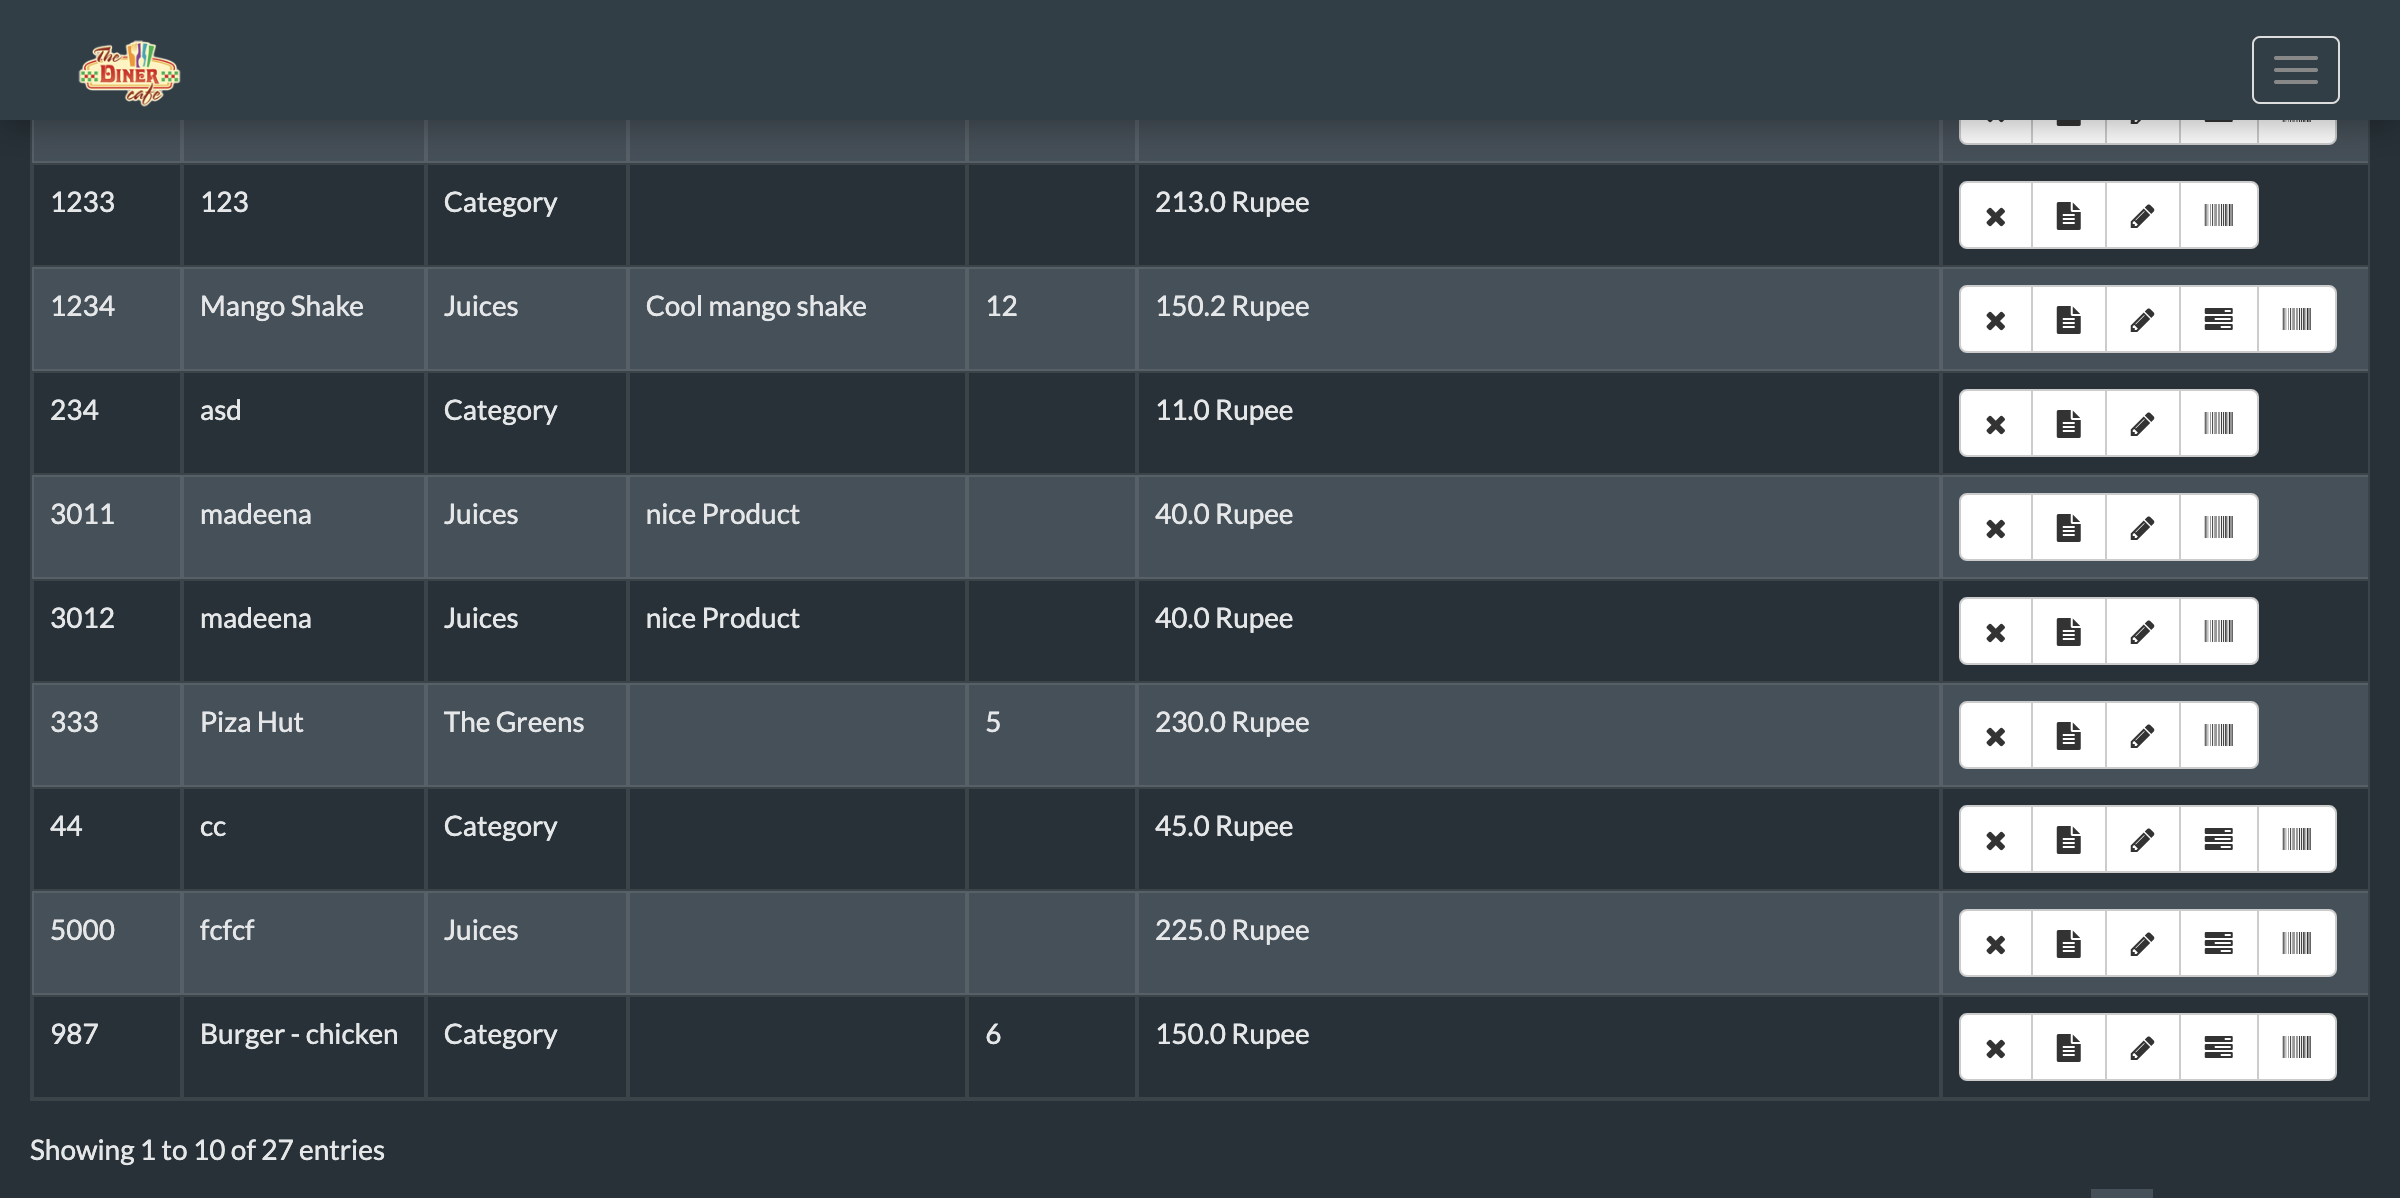 The
DINER
cafe
1233 123 Category 213.0 Rupee
1234 Mango Shake Juices Cool mango shake 12 150.2 Rupee
234 asd Category 11.0 Rupee
3011 madeena Juices nice Product 40.0 Rupee
3012 madeena Juices nice Product 40.0 Rupee
333 Piza Hut The Greens 5 230.0 Rupee
44 cc Category 45.0 Rupee
5000 fcfcf Juices 225.0 Rupee
987 Burger - chicken Category 6 150.0 Rupee
Showing 1 to 10 of 27 entries